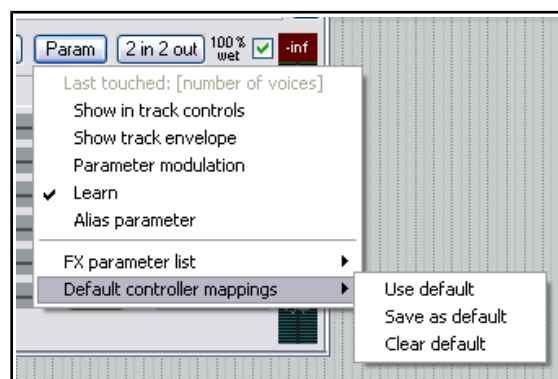 Param
2 in 2 out
100 %
wet
-inf
Last touched: [number of voices]
Show in track controls
Show track envelope
Parameter modulation
Learn
Alias parameter
FX parameter list
Default controller mappings
Use default
Save as default
Clear default